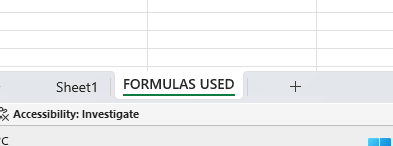 Sheet1 FORMULAS USED +
Accessibility: Investigate
°C